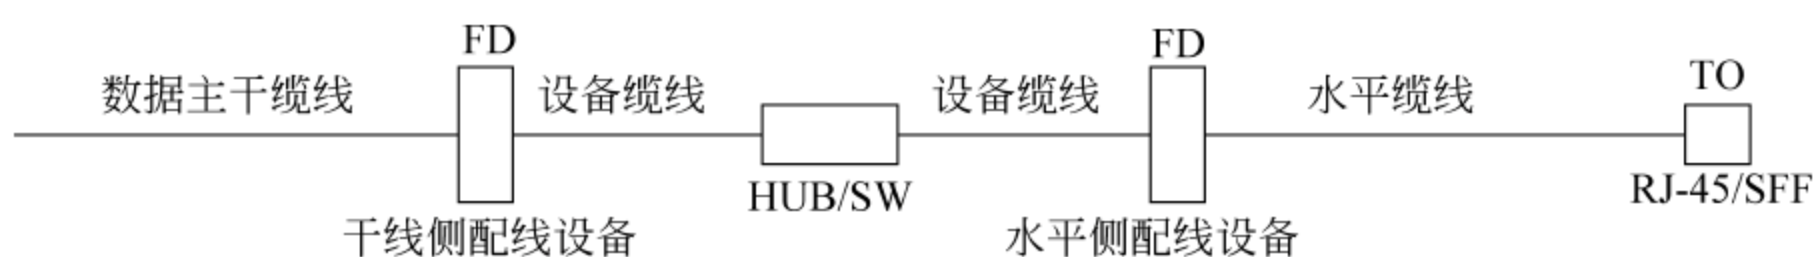 FD
FD
数据主干缆线
设备缆线
设备缆线
水平缆线
TO
HUB/SW
RJ-45/SFF
干线侧配线设备
水平侧配线设备